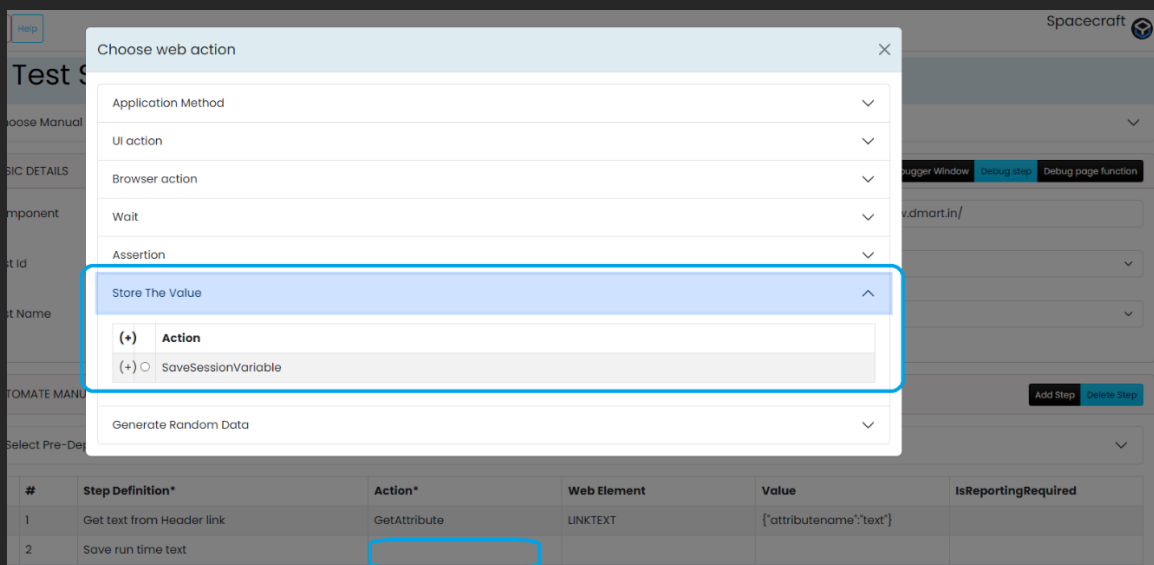 Help
Spacecraft
Choose web action
Test S
Application Method
hoose Manual
UI action
SIC DETAILS
Browser action
bugger Window Debug step Debug page function
mponent
Wait
w.dmart.in/
st Id
Assertion
Store The Value
st Name
(+) Action
(+) SaveSessionVariable
TOMATE MANU
Add Step Delete Step
Generate Random Data
Select Pre-Dep
# Step Definition* Action* Web Element Value IsReportingRequired
1 Get text from Header link GetAttribute LINKTEXT {"attributename":"text"}
2 Save run time text